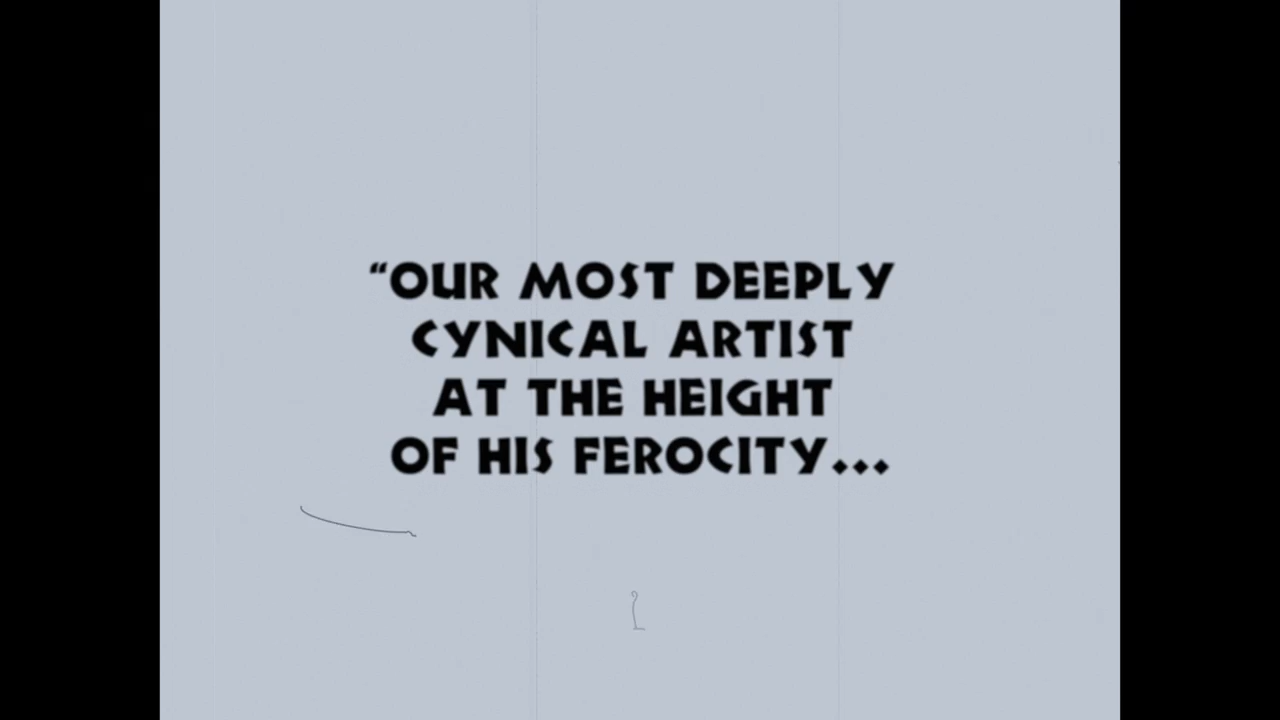 “OUR MOST DEEPLY
CYNICAL ARTIST
AT THE HEIGHT
OF HIS FEROCITY...